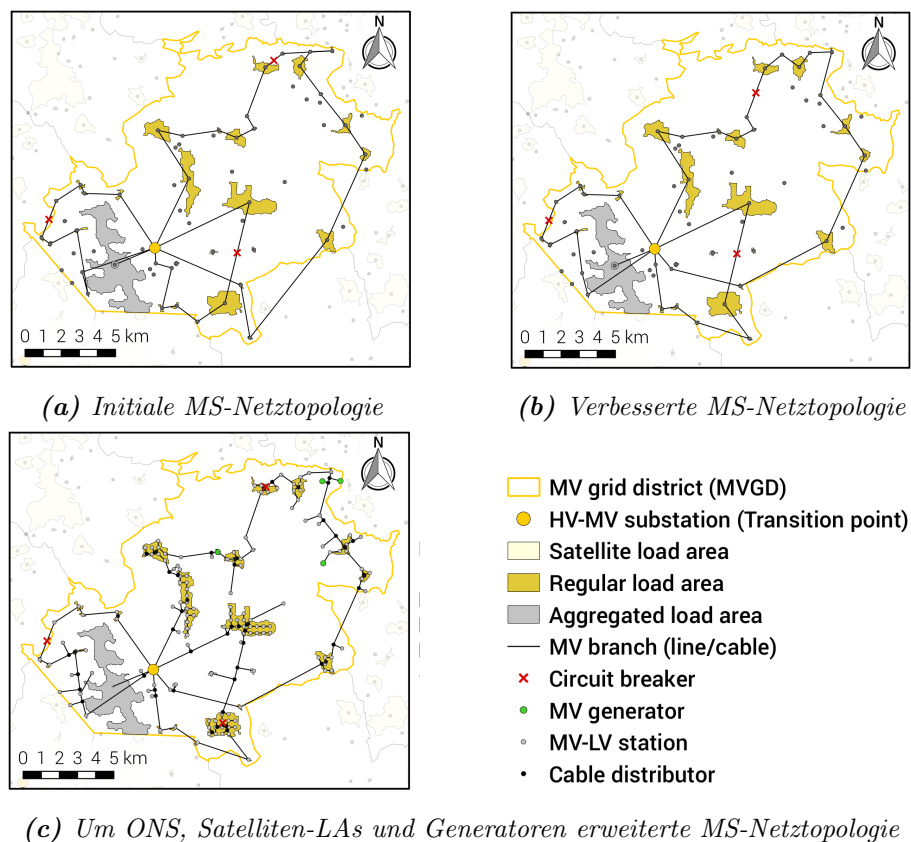 N
N
0 1 2 3 4 5 km
0 1 2 3 4 5 km
(a) Initiale MS-Netztopologie
(b) Verbesserte MS-Netztopologie
N
MV grid district (MVGD)
HV-MV substation (Transition point)
Satellite load area
Regular load area
Aggregated load area
MV branch (line/cable)
Circuit breaker
MV generator
MV-LV station
Cable distributor
0 1 2 3 4 5 km
(c) Um ONS, Satelliten-LAs und Generatoren erweiterte MS-Netztopologie